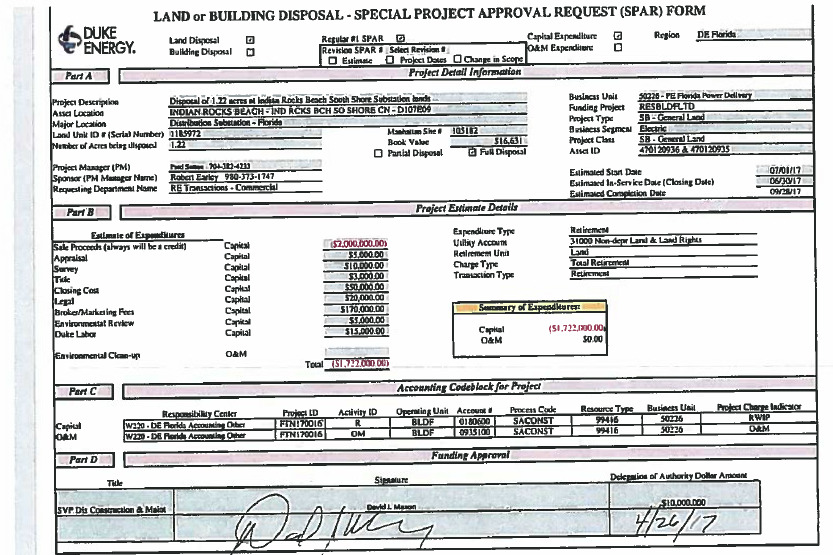 LAND or BUILDING DISPOSAL - SPECIAL PROJECT APPROVAL REQUEST (SPAR) FORM
DUKE ENERGY.
Land Disposal ☑ Regular #1 SPAR ☑ Capital Expenditure ☑ Region DE Florida
Building Disposal ☐ Revision SPAR # Select Revision # O&M Expenditure ☐
☐ Estimate ☐ Project Dates ☐ Change in Scope
Part A Project Detail Information
Project Description Disposal of 1.22 acres at Indian Rocks Beach South Shore Substation lands Business Unit 50226 - PE Florida Power Delivery
Asset Location INDIAN ROCKS BEACH - IND RCKS BCH SO SHORE CN - D107E09 Funding Project RESBLDFLTD
Major Location Distribution Substation - Florida Project Type SB - General Land
Land Unit ID # (Serial Number) 1185972 Manhattan Site # 103182 Business Segment Electric
Number of Acres being disposed 1.22 Book Value $16,631 Project Class SB - General Land
☐ Partial Disposal ☑ Full Disposal Asset ID 470120936 & 470120935
Project Manager (PM) 704-382-4233 Estimated Start Date 07/01/17
Sponsor (PM Manager Name) Robert Earley 980-373-1747 Estimated In-Service Date (Closing Date) 06/30/17
Requesting Department Name RE Transactions - Commercial Estimated Completion Date 09/28/17
Part B Project Estimate Details
Estimate of Expenditures Expenditure Type Retirement
Sale Proceeds (always will be a credit) Capital ($2,000,000.00) Utility Account 31000 Non-depr Land & Land Rights
Appraisal Capital $5,000.00 Retirement Unit Land
Survey Capital $10,000.00 Charge Type Total Retirement
Title Capital $3,000.00 Transaction Type Retirement
Closing Cost Capital $50,000.00
Legal Capital $20,000.00
Broker/Marketing Fees Capital $170,000.00 Summary of Expenditures:
Environmental Review Capital $5,000.00 Capital ($1,722,000.00)
Duke Labor Capital $15,000.00 O&M $0.00
Environmental Clean-up O&M
Total ($1,722,000.00)
Part C Accounting Codeblock for Project
Responsibility Center Project ID Activity ID Operating Unit Account # Process Code Resource Type Business Unit Project Charge Indicator
Capital W220 - DE Florida Accounting Other FTN170016 R BLDF 0180600 SACONST 99416 50226 RWIP
O&M W220 - DE Florida Accounting Other FTN170016 OM BLDF 0935100 SACONST 99416 50226 O&M
Part D Funding Approval
Title Signature Delegation of Authority Dollar Amount
SVP Dis Construction & Maint David L. Mason $10,000,000
4/26/17